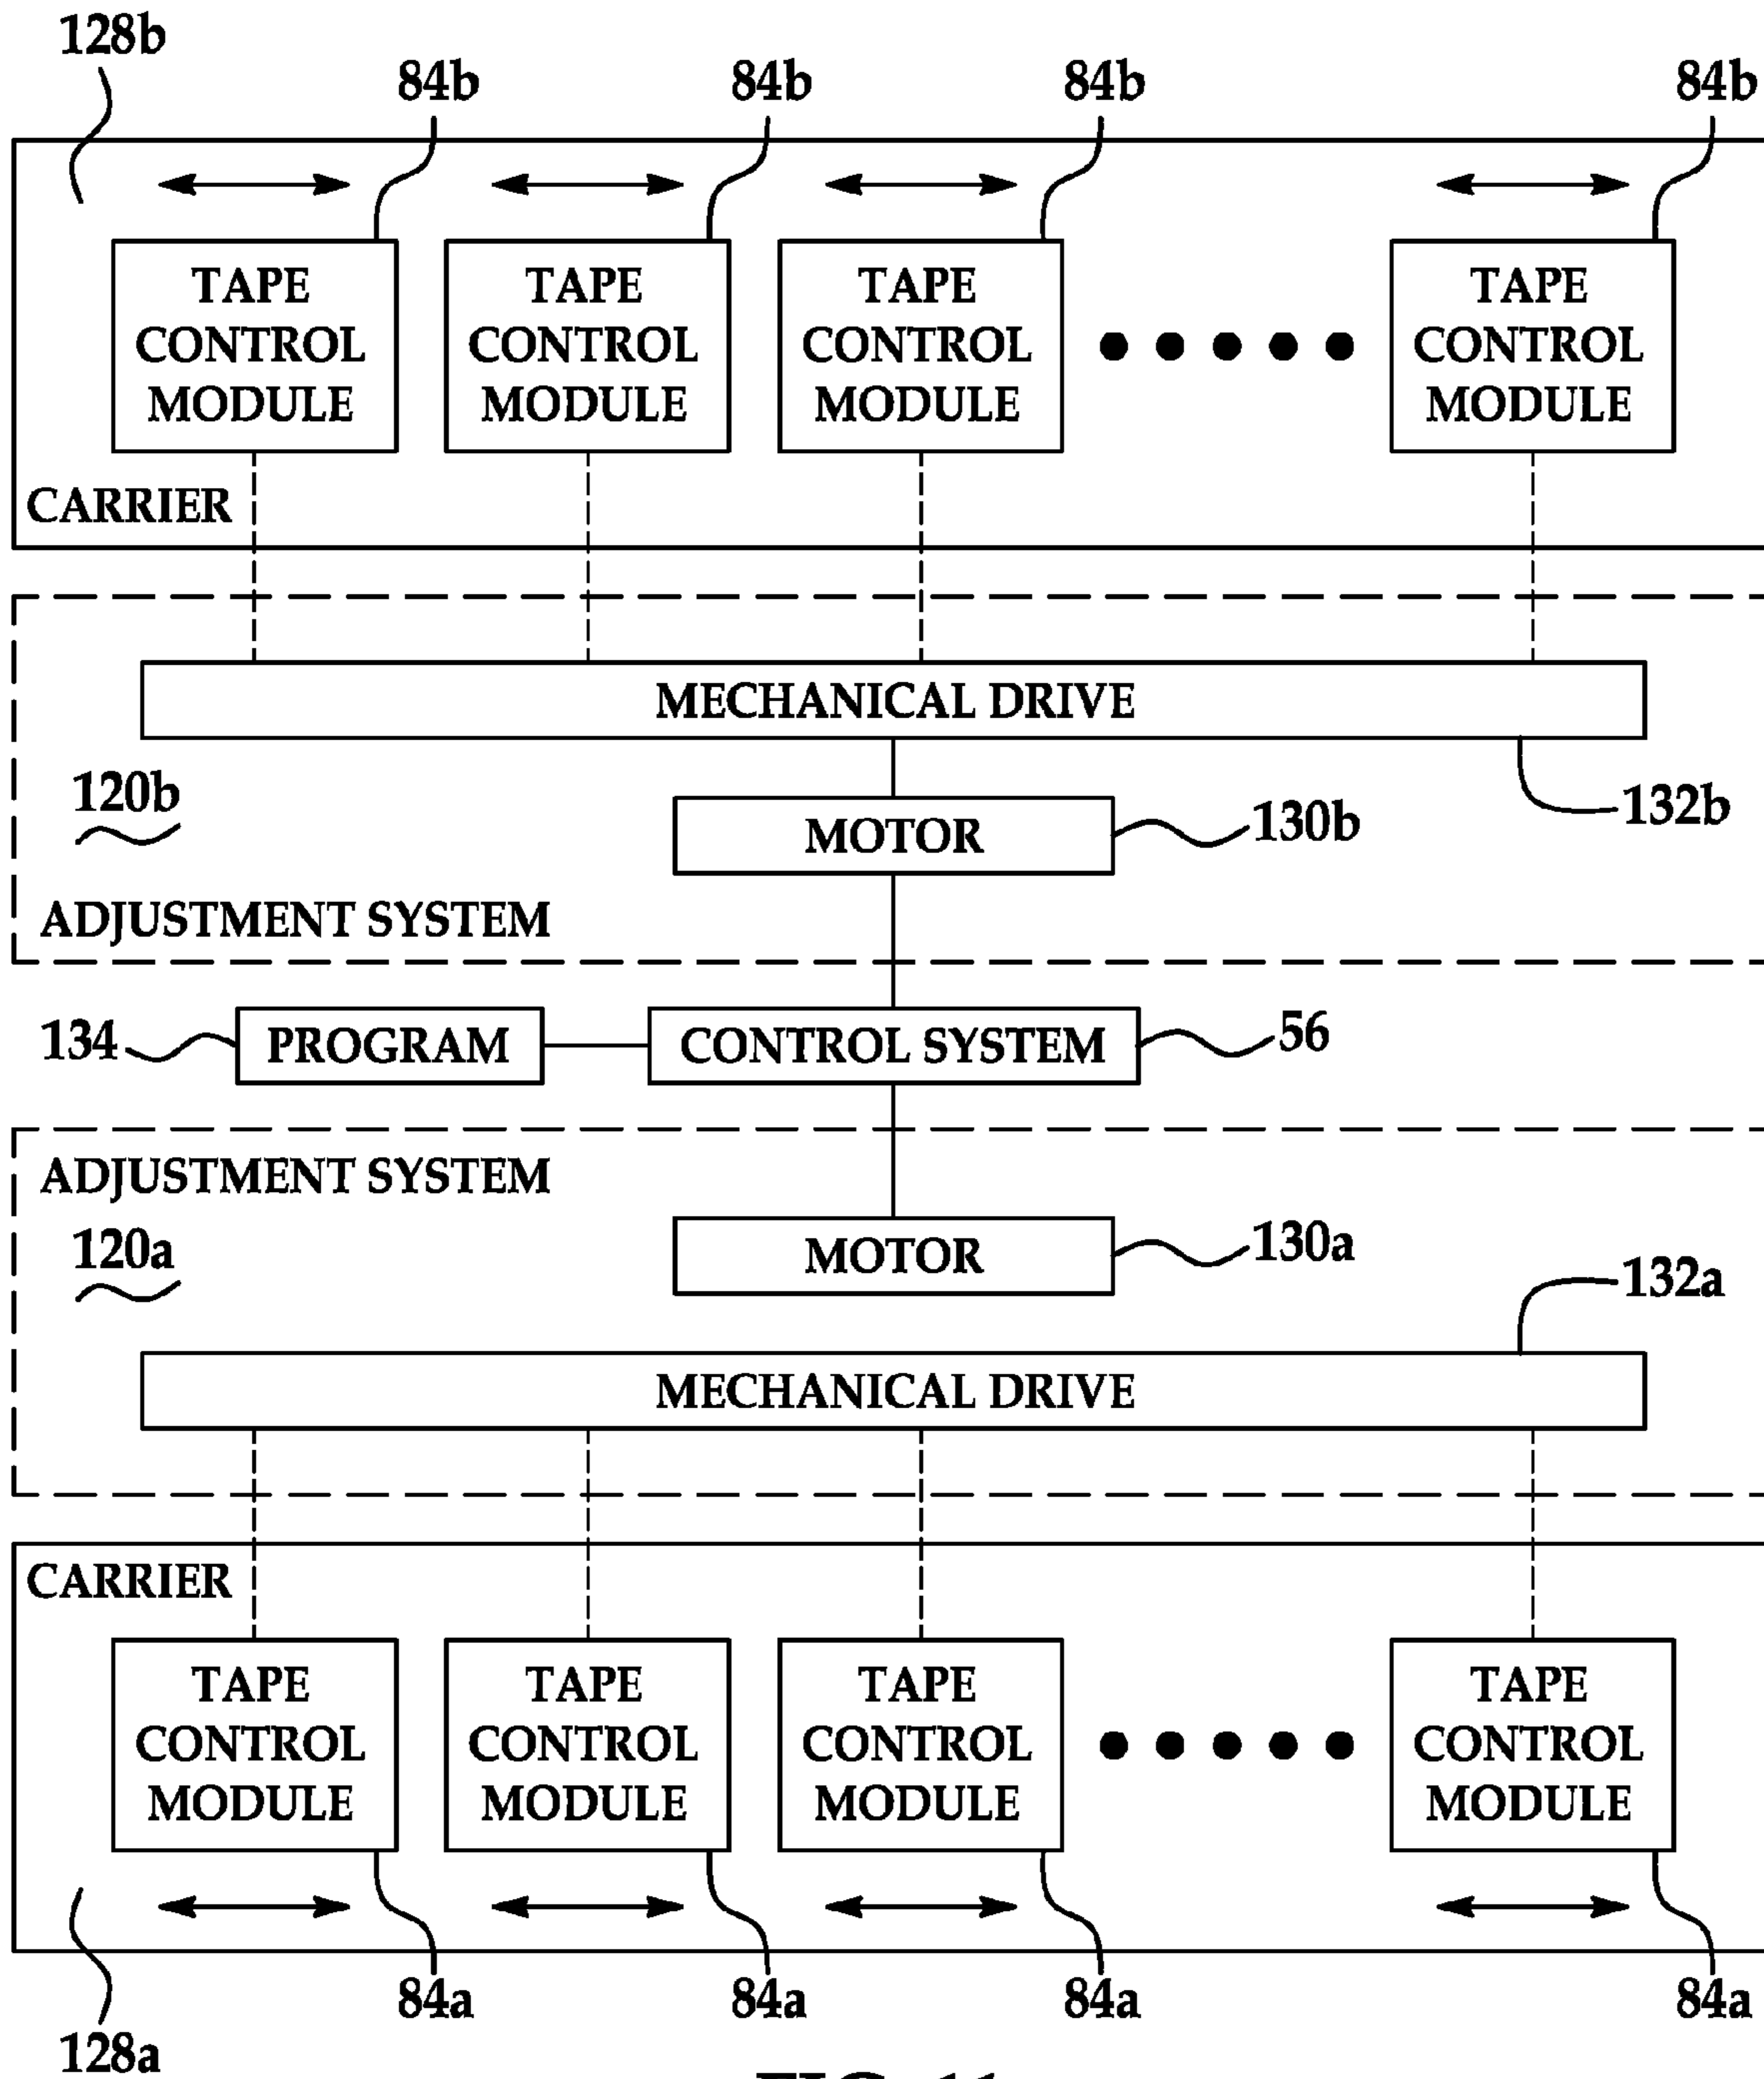 128b
84b 84b 84b 84b
TAPE CONTROL MODULE
TAPE CONTROL MODULE
TAPE CONTROL MODULE
TAPE CONTROL MODULE
CARRIER
MECHANICAL DRIVE
120b
132b
MOTOR
130b
ADJUSTMENT SYSTEM
134
PROGRAM
CONTROL SYSTEM
56
ADJUSTMENT SYSTEM
120a
MOTOR
130a
132a
MECHANICAL DRIVE
CARRIER
TAPE CONTROL MODULE
TAPE CONTROL MODULE
TAPE CONTROL MODULE
TAPE CONTROL MODULE
84a 84a 84a 84a
128a